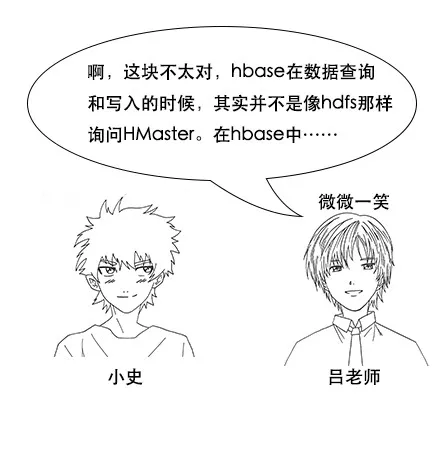 啊，这块不太对，hbase在数据查询
和写入的时候，其实并不是像hdfs那样
询问HMaster。在hbase中……
微微一笑
小史
吕老师